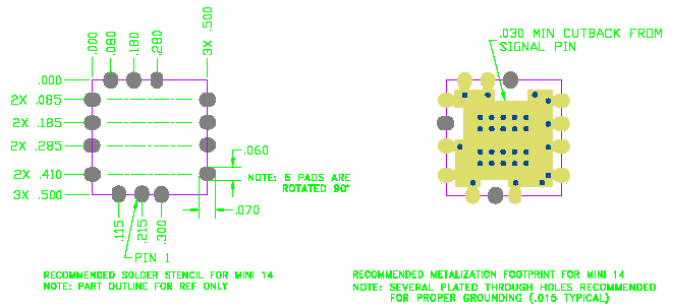 .000
.080
.180
.280
3X .500
.000
2X .085
2X .185
2X .285
2X .410
3X .500
.060
NOTE: 6 PADS ARE
ROTATED 90°
.070
.115
.215
.300
PIN 1
RECOMMENDED SOLDER STENCIL FOR MINI 14
NOTE: PART OUTLINE FOR REF ONLY
.030 MIN CUTBACK FROM
SIGNAL PIN
RECOMMENDED METALIZATION FOOTPRINT FOR MINI 14
NOTE: SEVERAL PLATED THROUGH HOLES RECOMMENDED
FOR PROPER GROUNDING (.015 TYPICAL)